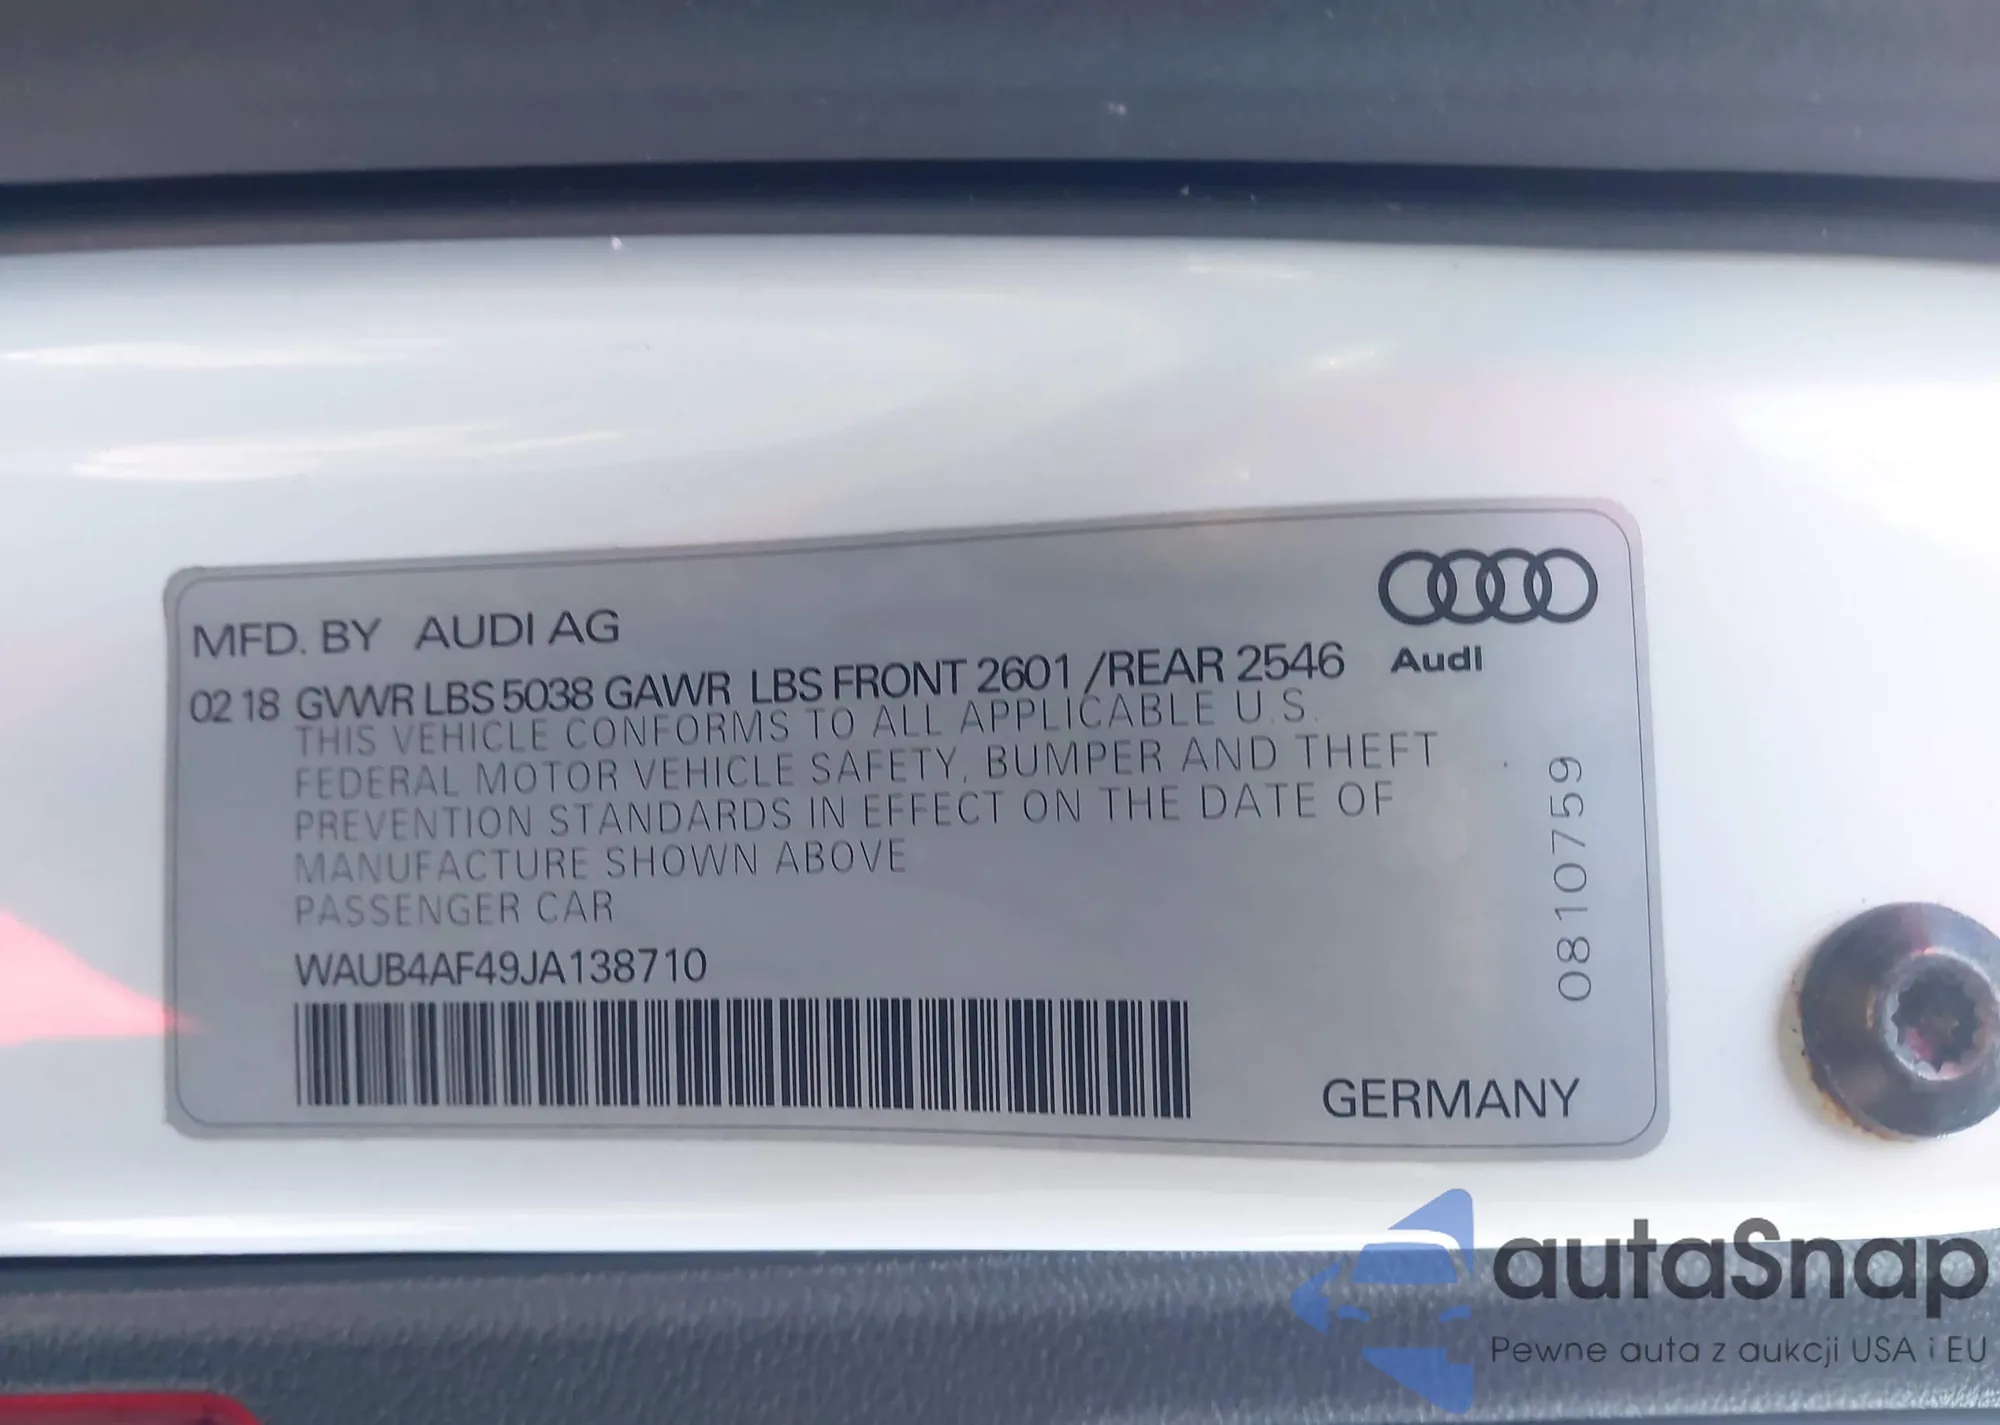 MFD. BY AUDI AG
02 18 GVWR LBS 5038 GAWR LBS FRONT 2601 /REAR 2546
Audi
THIS VEHICLE CONFORMS TO ALL APPLICABLE U.S.
FEDERAL MOTOR VEHICLE SAFETY, BUMPER AND THEFT
PREVENTION STANDARDS IN EFFECT ON THE DATE OF
MANUFACTURE SHOWN ABOVE
PASSENGER CAR
WAUB4AF49JA138710
0810759
GERMANY
autaSnap
Pewne auta z aukcji USA i EU